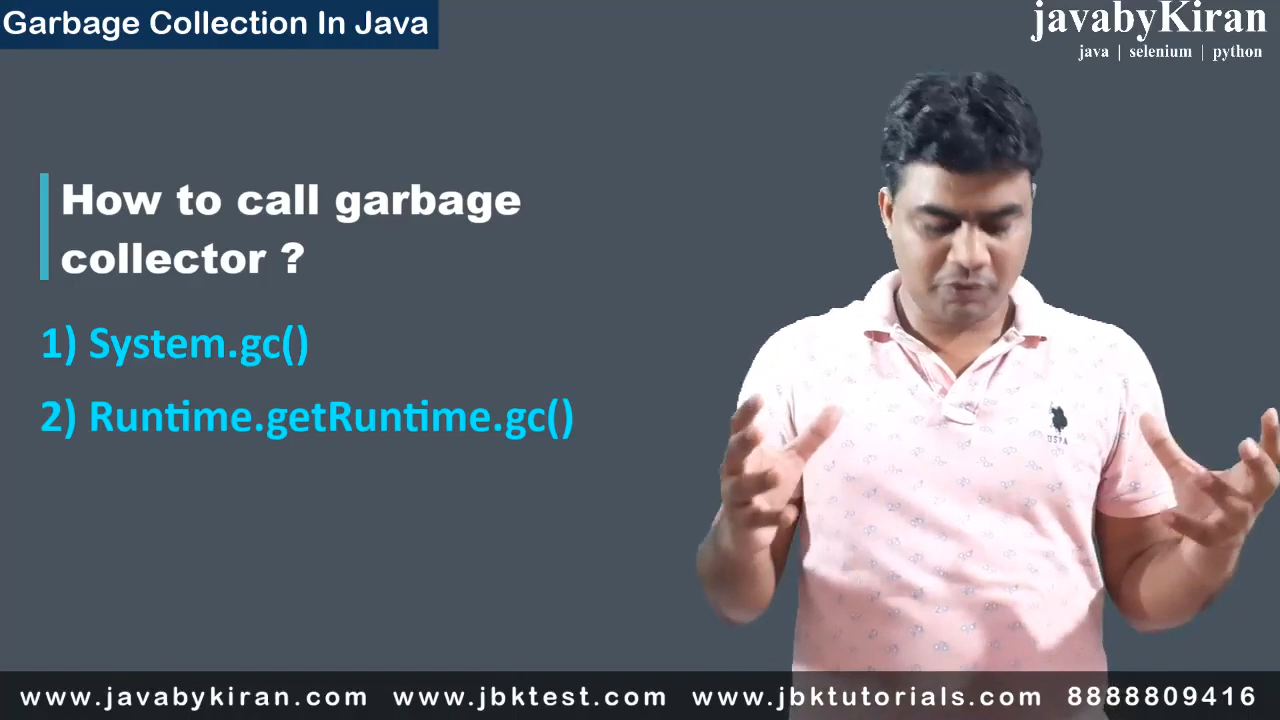 Garbage Collection In Java
javabyKiran
java | selenium | python
How to call garbage
collector ?
1) System.gc()
2) Runtime.getRuntime.gc()
USPA
www.javabykiran.com www.jbktest.com www.jbktutorials.com 8888809416